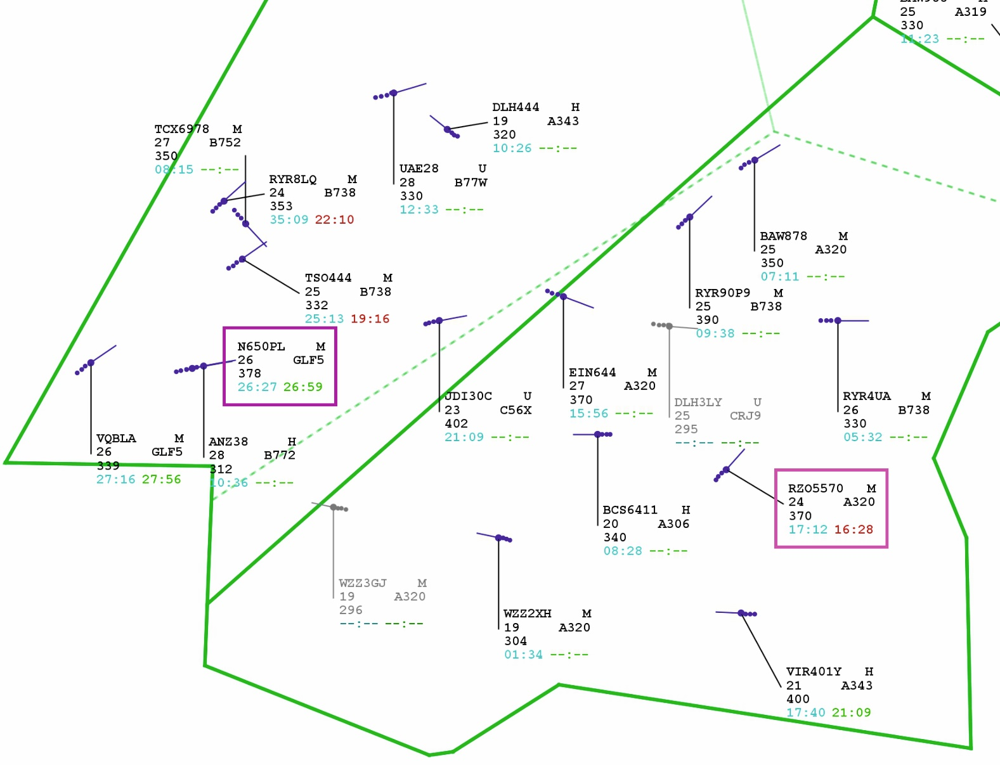 25 A319
330
11:23 --:--
DLH444 H
19 A343
320
10:26 --:--
TCX6978 M
27 B752
350
08:15 --:--
UAE28 U
28 B77W
330
12:33 --:--
RYR8LQ M
24 B738
353
35:09 22:10
BAW878 M
25 A320
350
07:11 --:--
TSO444 M
25 B738
332
25:13 19:16
RYR90P9 M
25 B738
390
09:38 --:--
N650PL M
26 GLF5
378
26:27 26:59
EIN644 M
27 A320
370
15:56 --:--
JDI30C U
23 C56X
402
21:09 --:--
DLH3LY U
25 CRJ9
295
--:-- --:--
RYR4UA M
26 B738
330
05:32 --:--
VQBLA M
26 GLF5
339
27:16 27:56
ANZ38 H
28 B772
312
10:36 --:--
RZO5570 M
24 A320
370
17:12 16:28
BCS6411 H
20 A306
340
08:28 --:--
WZZ3GJ M
19 A320
296
--:-- --:--
WZZ2XH M
19 A320
304
01:34 --:--
VIR401Y H
21 A343
400
17:40 21:09